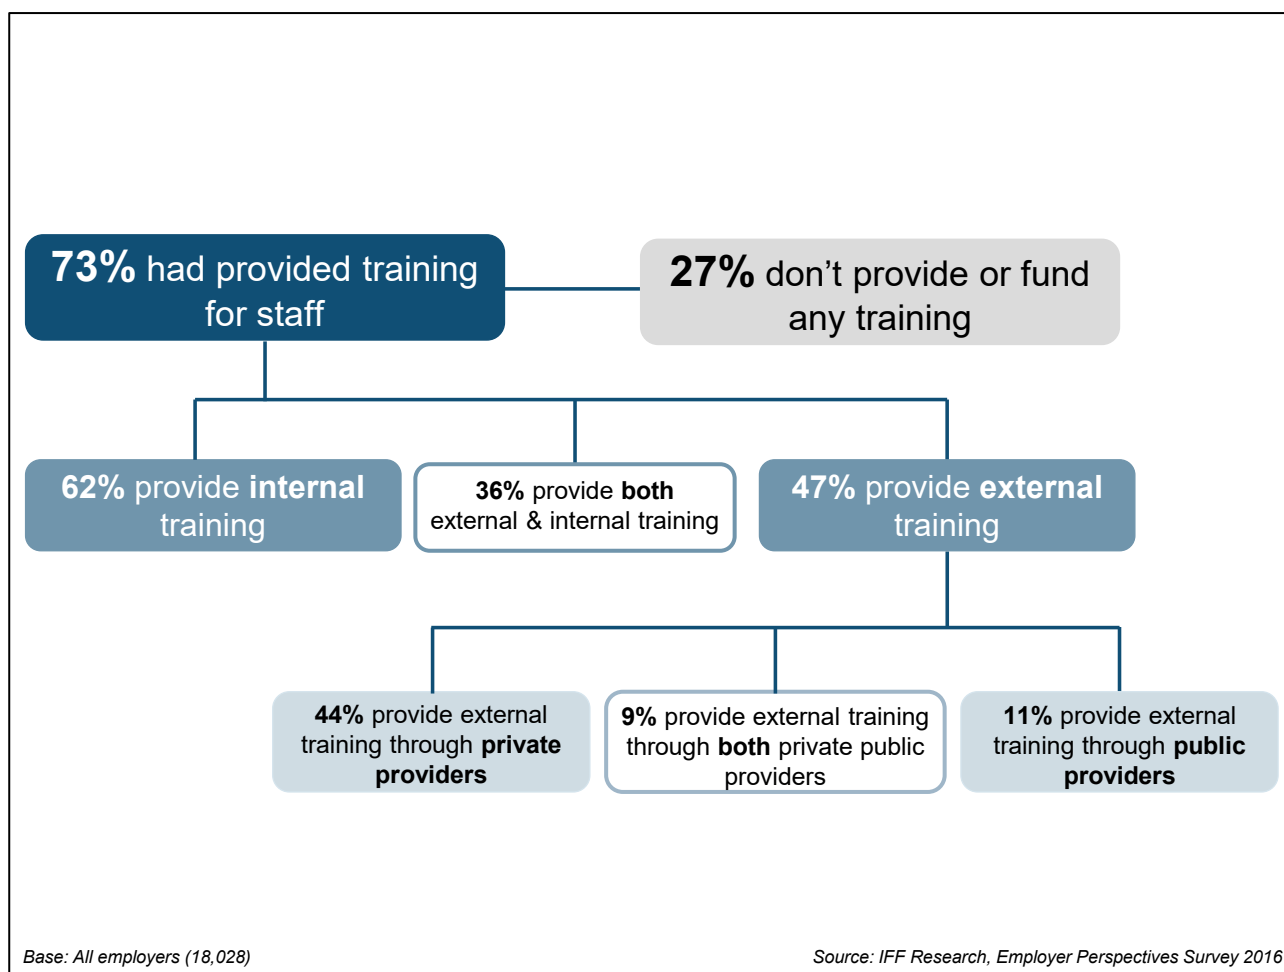 73% had provided training
for staff
27% don’t provide or fund
any training
62% provide internal
training
36% provide both
external & internal training
47% provide external
training
44% provide external
training through private
providers
9% provide external training
through both private public
providers
11% provide external
training through public
providers
Base: All employers (18,028)
Source: IFF Research, Employer Perspectives Survey 2016